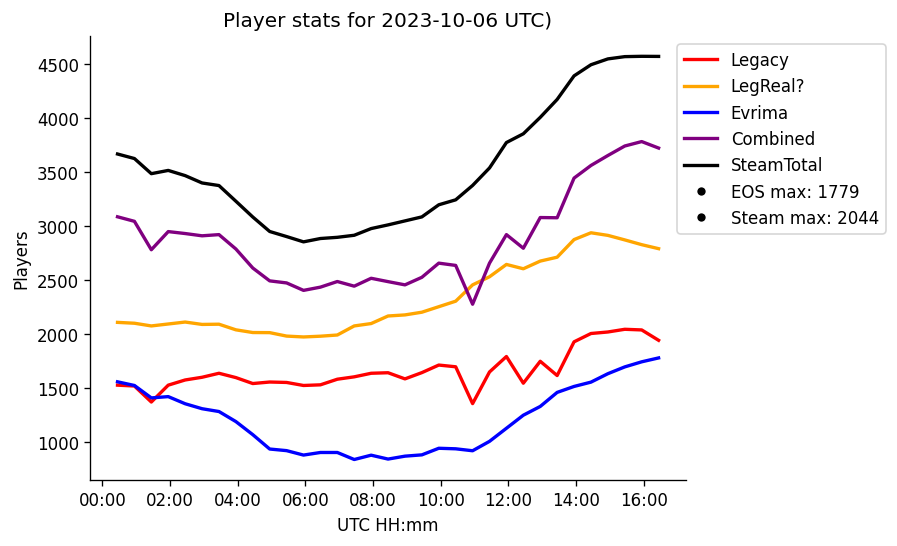 Player stats for 2023-10-06 UTC)
4500
4000
3500
3000
2500
2000
1500
1000
Players
00:00 02:00 04:00 06:00 08:00 10:00 12:00 14:00 16:00
UTC HH:mm
Legacy
LegReal?
Evrima
Combined
SteamTotal
EOS max: 1779
Steam max: 2044